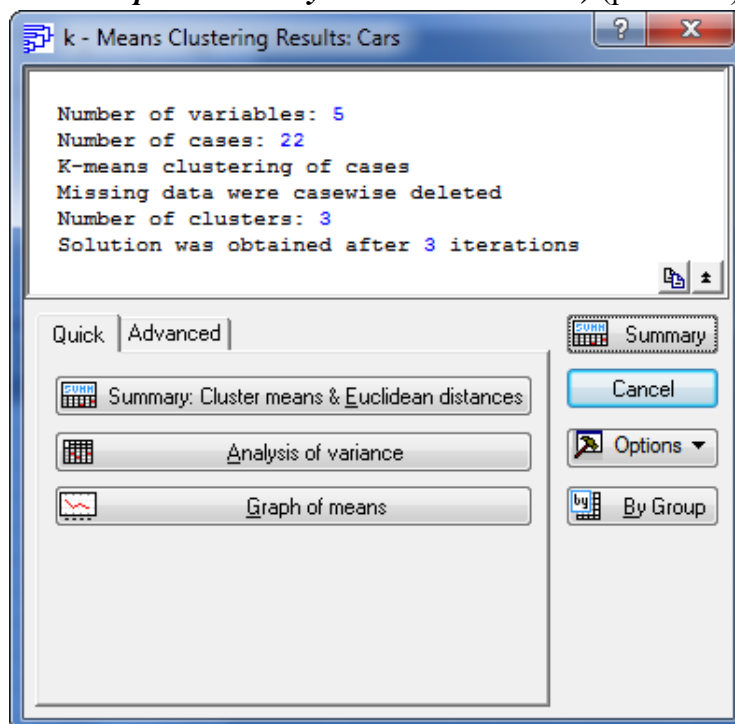 k - Means Clustering Results: Cars
Number of variables: 5
Number of cases: 22
K-means clustering of cases
Missing data were casewise deleted
Number of clusters: 3
Solution was obtained after 3 iterations
Quick Advanced
Summary
Summary: Cluster means & Euclidean distances
Cancel
Analysis of variance
Options
Graph of means
By Group